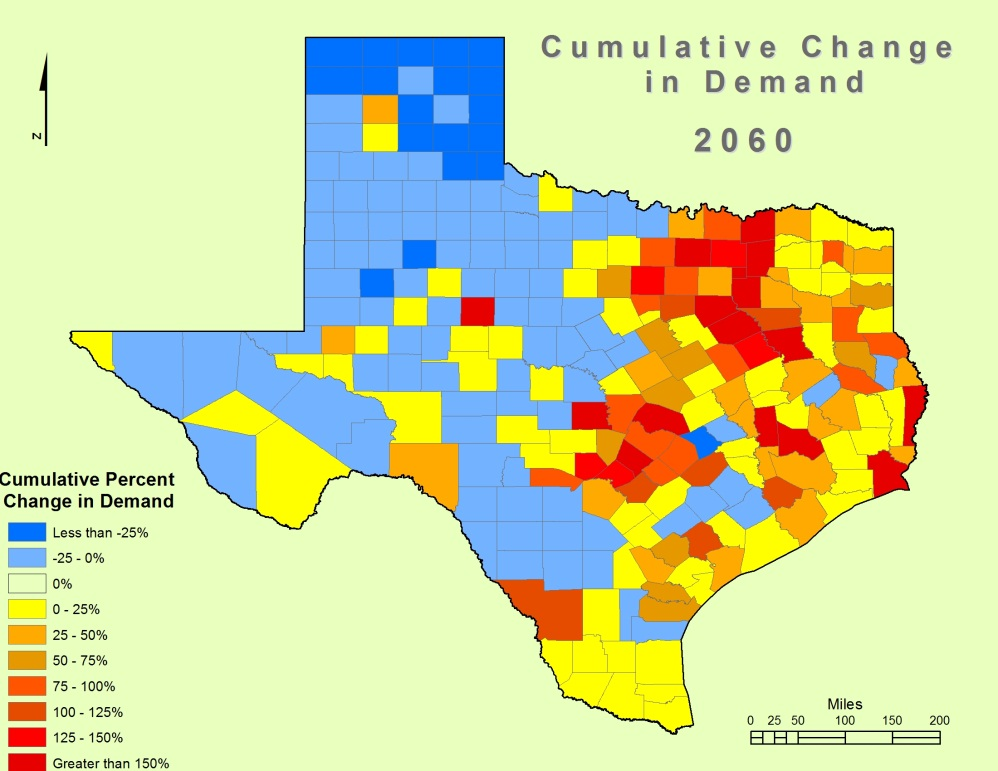 Cumulative Change
in Demand
2060
N
Cumulative Percent
Change in Demand
Less than -25%
-25 - 0%
0%
0 - 25%
25 - 50%
50 - 75%
75 - 100%
100 - 125%
125 - 150%
Greater than 150%
Miles
0 25 50 100 150 200